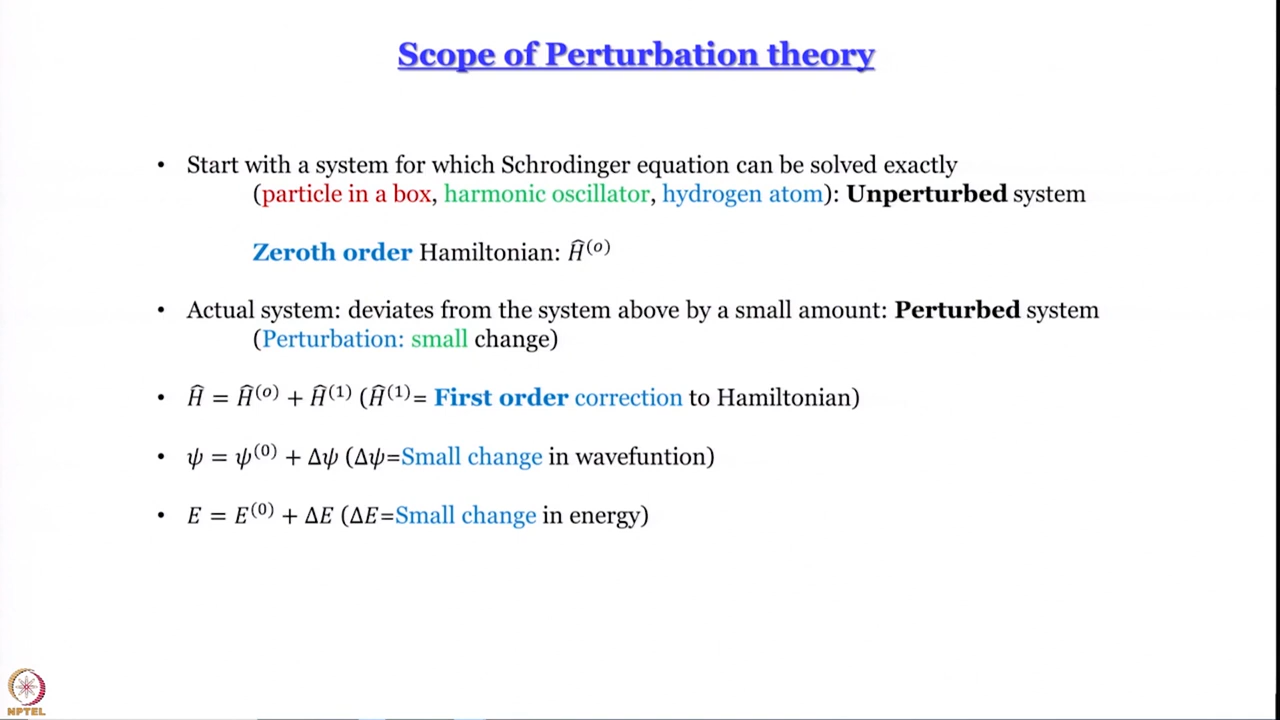 Scope of Perturbation theory
• Start with a system for which Schrodinger equation can be solved exactly
(particle in a box, harmonic oscillator, hydrogen atom): Unperturbed system
Zeroth order Hamiltonian: Ĥ⁽ᵒ⁾
• Actual system: deviates from the system above by a small amount: Perturbed system
(Perturbation: small change)
• Ĥ = Ĥ⁽ᵒ⁾ + Ĥ⁽¹⁾ (Ĥ⁽¹⁾= First order correction to Hamiltonian)
• ψ = ψ⁽⁰⁾ + Δψ (Δψ=Small change in wavefuntion)
• E = E⁽⁰⁾ + ΔE (ΔE=Small change in energy)
NPTEL